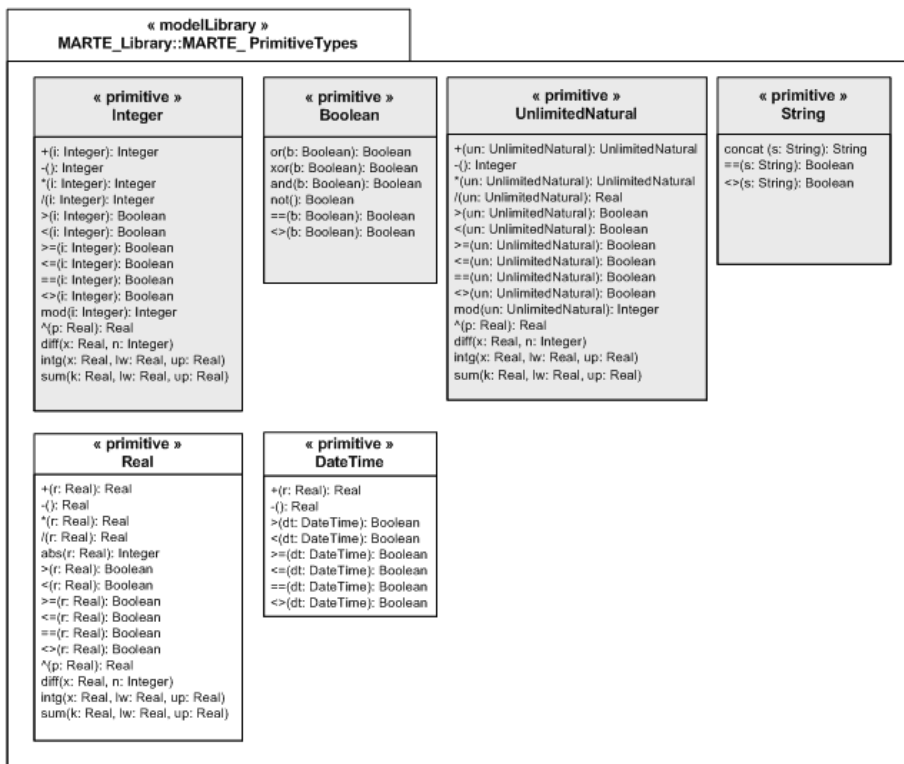 « modelLibrary »
MARTE_Library::MARTE_ PrimitiveTypes
« primitive »
Integer
+(i: Integer): Integer
-(): Integer
*(i: Integer): Integer
/(i: Integer): Integer
>(i: Integer): Boolean
<(i: Integer): Boolean
>=(i: Integer): Boolean
<=(i: Integer): Boolean
==(i: Integer): Boolean
<>(i: Integer): Boolean
mod(i: Integer): Integer
^(p: Real): Real
diff(x: Real, n: Integer)
intg(x: Real, lw: Real, up: Real)
sum(k: Real, lw: Real, up: Real)
« primitive »
Boolean
or(b: Boolean): Boolean
xor(b: Boolean): Boolean
and(b: Boolean): Boolean
not(): Boolean
==(b: Boolean): Boolean
<>(b: Boolean): Boolean
« primitive »
UnlimitedNatural
+(un: UnlimitedNatural): UnlimitedNatural
-(): Integer
*(un: UnlimitedNatural): UnlimitedNatural
/(un: UnlimitedNatural): Real
>(un: UnlimitedNatural): Boolean
<(un: UnlimitedNatural): Boolean
>=(un: UnlimitedNatural): Boolean
<=(un: UnlimitedNatural): Boolean
==(un: UnlimitedNatural): Boolean
<>(un: UnlimitedNatural): Boolean
mod(un: UnlimitedNatural): Integer
^(p: Real): Real
diff(x: Real, n: Integer)
intg(x: Real, lw: Real, up: Real)
sum(k: Real, lw: Real, up: Real)
« primitive »
String
concat (s: String): String
==(s: String): Boolean
<>(s: String): Boolean
« primitive »
Real
+(r: Real): Real
-(): Real
*(r: Real): Real
/(r: Real): Real
abs(r: Real): Integer
>(r: Real): Boolean
<(r: Real): Boolean
>=(r: Real): Boolean
<=(r: Real): Boolean
==(r: Real): Boolean
<>(r: Real): Boolean
^(p: Real): Real
diff(x: Real, n: Integer)
intg(x: Real, lw: Real, up: Real)
sum(k: Real, lw: Real, up: Real)
« primitive »
DateTime
+(r: Real): Real
-(): Real
>(dt: DateTime): Boolean
<(dt: DateTime): Boolean
>=(dt: DateTime): Boolean
<=(dt: DateTime): Boolean
==(dt: DateTime): Boolean
<>(dt: DateTime): Boolean